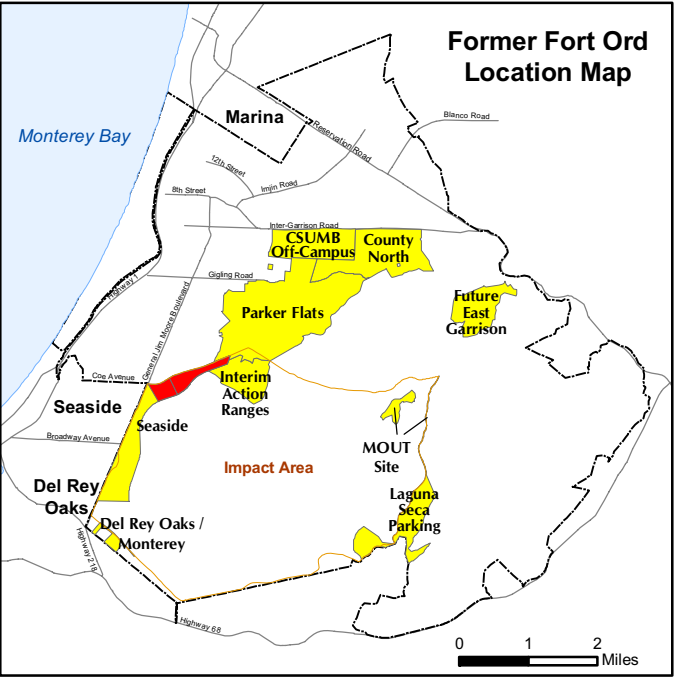 Former Fort Ord
Location Map
Marina
Monterey Bay
Blanco Road
Reservation Road
12th Street
Imjin Road
8th Street
Inter-Garrison Road
CSUMB
Off-Campus
County
North
Highway 1
Gigling Road
General Jim Moore Boulevard
Parker Flats
Future
East
Garrison
Coe Avenue
Interim
Action
Ranges
Seaside
Seaside
Broadway Avenue
MOUT
Site
Impact Area
Del Rey
Oaks
Laguna
Seca
Parking
Del Rey Oaks /
Monterey
Highway 218
Highway 68
0 1 2
Miles